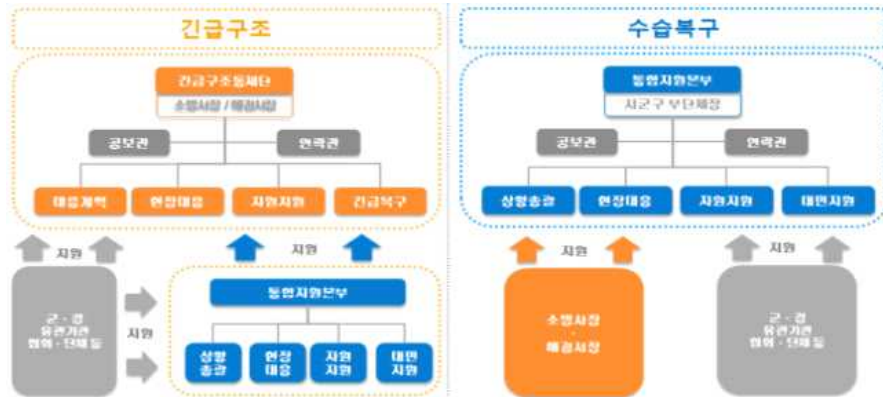 긴급구조
긴급구조통제단
소방서장 / 해경서장
공보관
연락관
대응계획
현장대응
자원지원
긴급복구
지원
지원
군·경
유관기관
협회·단체 등
지원
통합지원본부
상황
총괄
현장
대응
자원
지원
대민
지원
수습복구
통합지원본부
시군구 부단체장
공보관
연락관
상황총괄
현장대응
자원지원
대민지원
지원
지원
소방서장
·
해경서장
군·경
유관기관
협회·단체 등